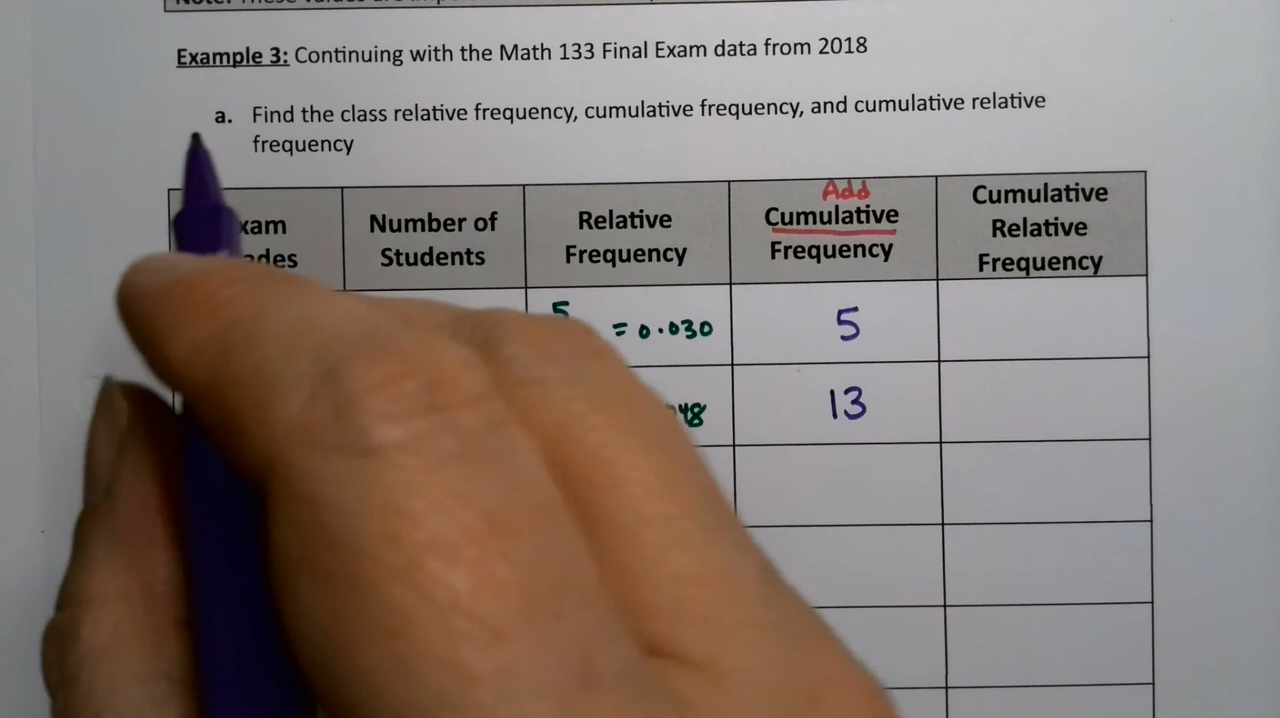 Example 3: Continuing with the Math 133 Final Exam data from 2018
a. Find the class relative frequency, cumulative frequency, and cumulative relative
frequency
Number of
Students
Relative
Frequency
Add
Cumulative
Frequency
Cumulative
Relative
Frequency
5
= 0.030
5
13